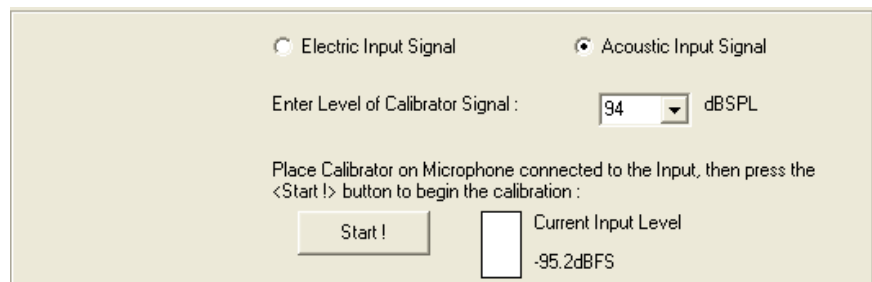 Electric Input Signal Acoustic Input Signal
Enter Level of Calibrator Signal : 94 dBSPL
Place Calibrator on Microphone connected to the Input, then press the
<Start !> button to begin the calibration :
Start ! Current Input Level
-95.2dBFS